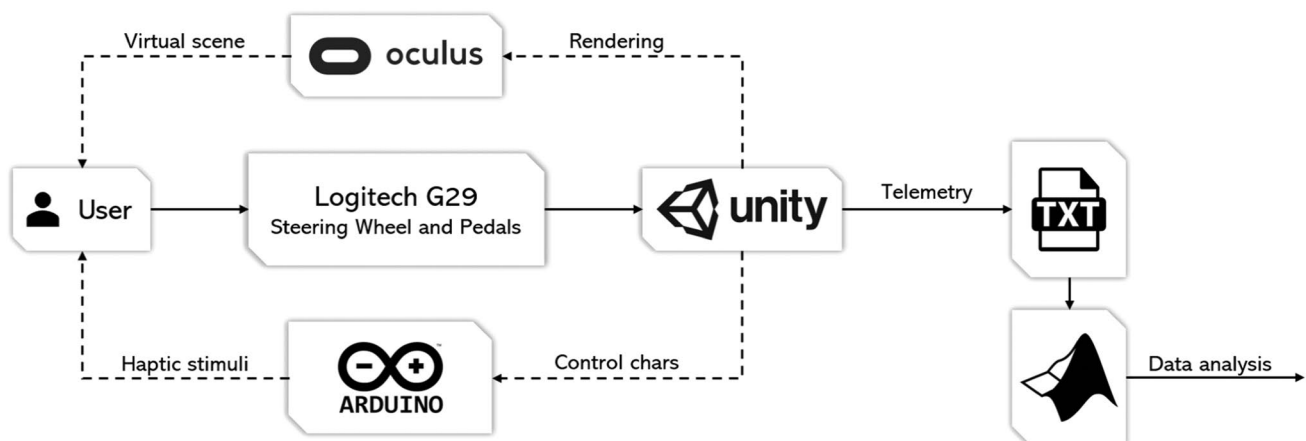 Virtual scene
oculus
Rendering
User
Logitech G29
Steering Wheel and Pedals
unity
Telemetry
TXT
Haptic stimuli
ARDUINO
™
Control chars
Data analysis